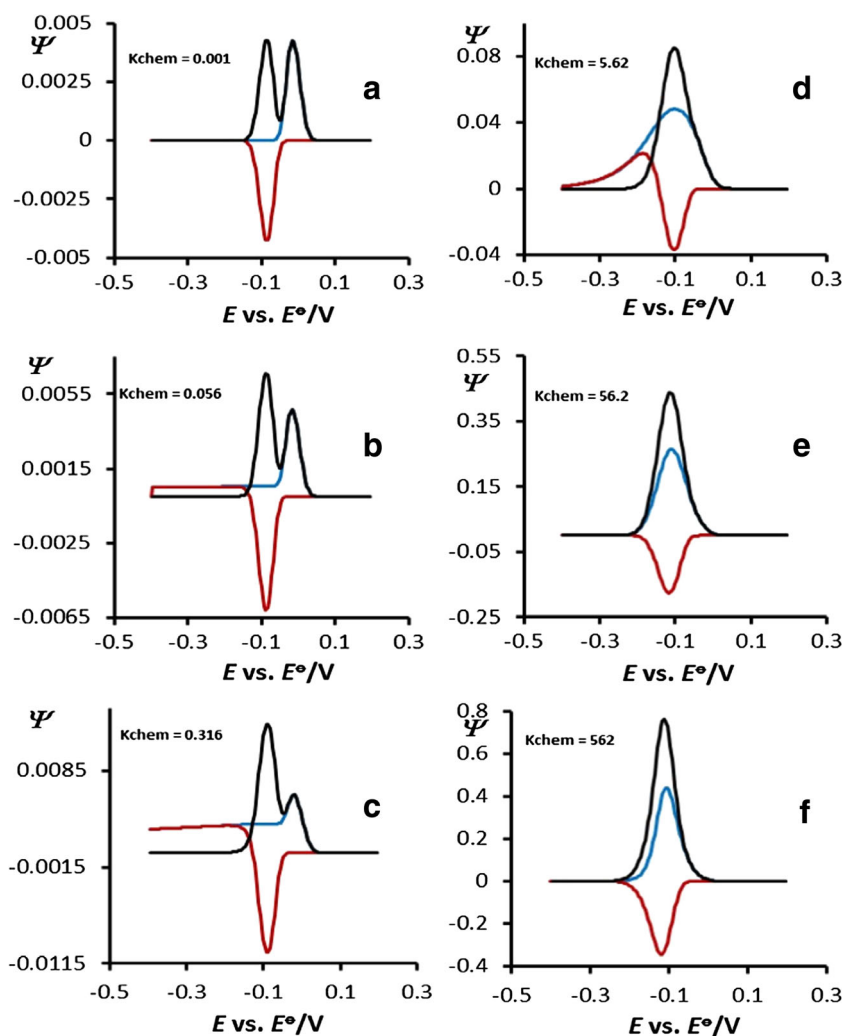 0.005
Ψ
Kchem = 0.001
a
0.0025
0
-0.0025
-0.005
-0.5 -0.3 -0.1 0.1 0.3
E vs. E⊖/V
Ψ
0.08
Kchem = 5.62
d
0.04
0
-0.04
-0.5 -0.3 -0.1 0.1 0.3
E vs. E⊖/V
Ψ
0.0055
Kchem = 0.056
b
0.0015
-0.0025
-0.0065
-0.5 -0.3 -0.1 0.1 0.3
E vs. E⊖/V
0.55
Ψ
Kchem = 56.2
0.35
e
0.15
-0.05
-0.25
-0.5 -0.3 -0.1 0.1 0.3
E vs. E⊖/V
Ψ
Kchem = 0.316
0.0085
c
-0.0015
-0.0115
-0.5 -0.3 -0.1 0.1 0.3
E vs. E⊖/V
0.8
Ψ
Kchem = 562
0.6
0.4
f
0.2
0
-0.2
-0.4
-0.5 -0.3 -0.1 0.1 0.3
E vs. E⊖/V